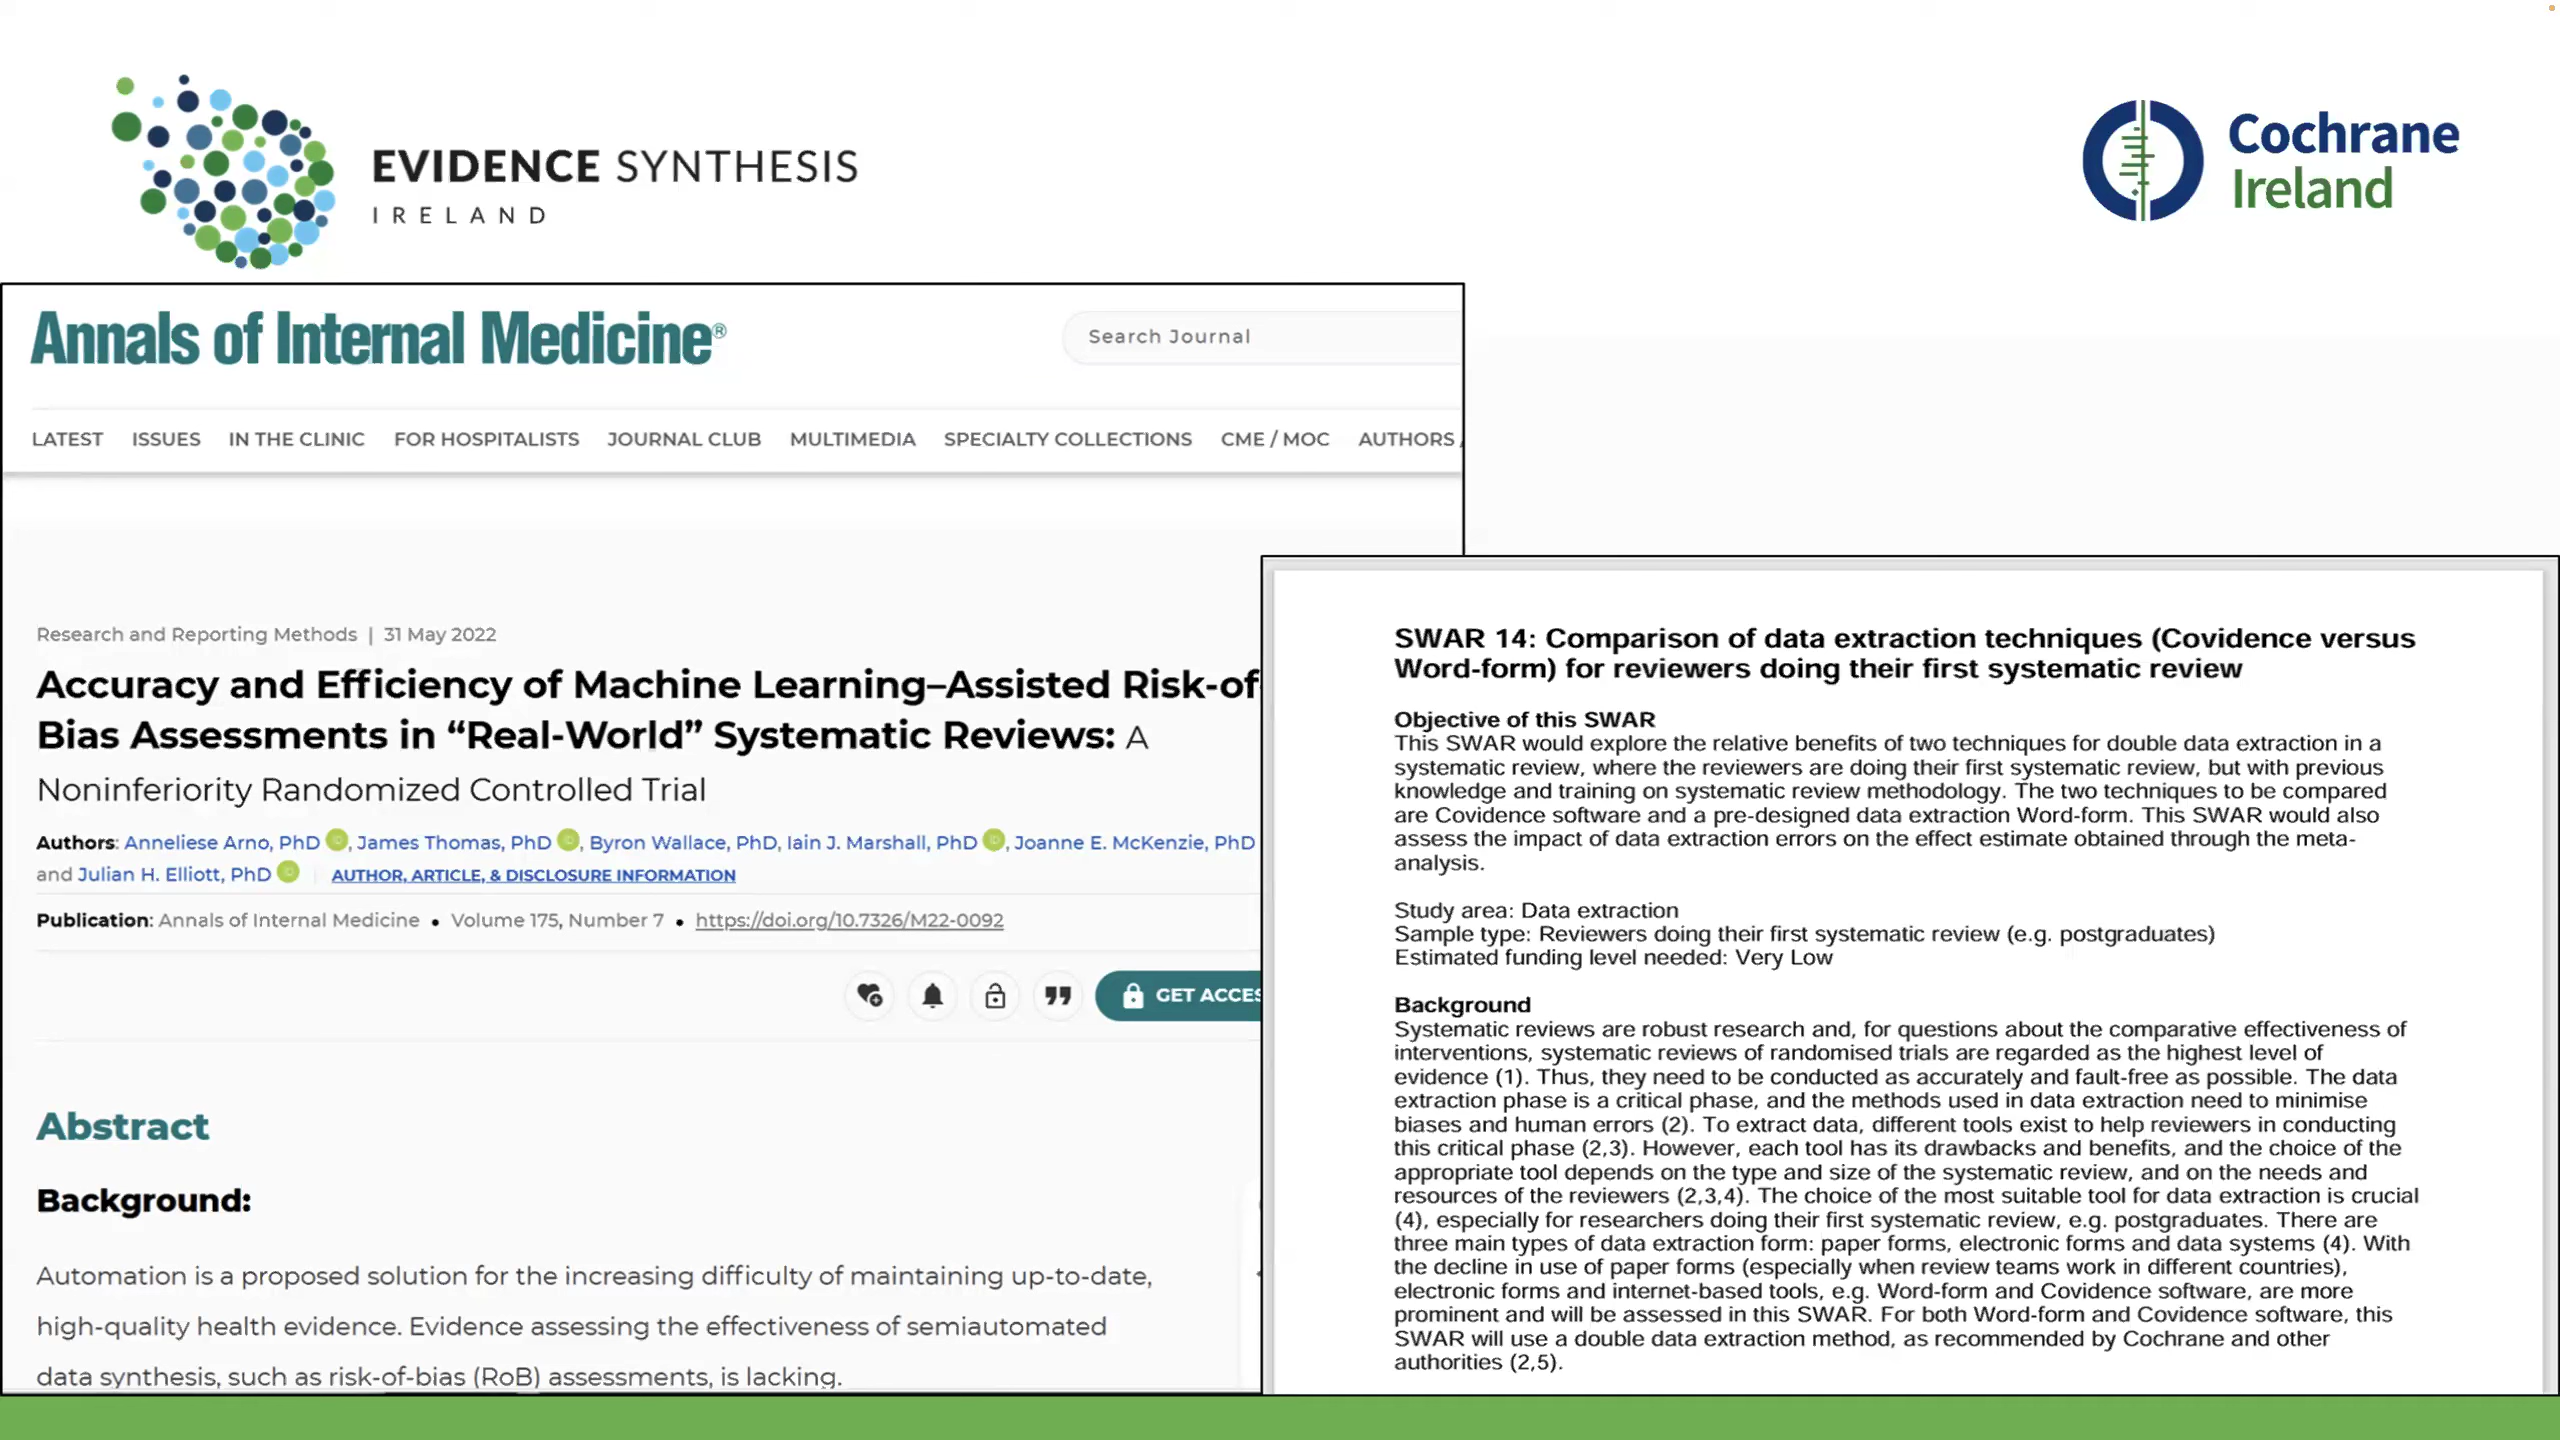 EVIDENCE SYNTHESIS
IRELAND
Cochrane
Ireland
Annals of Internal Medicine®
Search Journal
LATEST ISSUES IN THE CLINIC FOR HOSPITALISTS JOURNAL CLUB MULTIMEDIA SPECIALTY COLLECTIONS CME / MOC AUTHORS
Research and Reporting Methods | 31 May 2022
Accuracy and Efficiency of Machine Learning–Assisted Risk-of
Bias Assessments in “Real-World” Systematic Reviews: A
Noninferiority Randomized Controlled Trial
Authors: Anneliese Arno, PhD iD, James Thomas, PhD iD, Byron Wallace, PhD, Iain J. Marshall, PhD iD, Joanne E. McKenzie, PhD
and Julian H. Elliott, PhD iD | AUTHOR, ARTICLE, & DISCLOSURE INFORMATION
Publication: Annals of Internal Medicine • Volume 175, Number 7 • https://doi.org/10.7326/M22-0092
GET ACCES
Abstract
Background:
Automation is a proposed solution for the increasing difficulty of maintaining up-to-date,
high-quality health evidence. Evidence assessing the effectiveness of semiautomated
data synthesis, such as risk-of-bias (RoB) assessments, is lacking.
SWAR 14: Comparison of data extraction techniques (Covidence versus
Word-form) for reviewers doing their first systematic review
Objective of this SWAR
This SWAR would explore the relative benefits of two techniques for double data extraction in a
systematic review, where the reviewers are doing their first systematic review, but with previous
knowledge and training on systematic review methodology. The two techniques to be compared
are Covidence software and a pre-designed data extraction Word-form. This SWAR would also
assess the impact of data extraction errors on the effect estimate obtained through the meta-
analysis.
Study area: Data extraction
Sample type: Reviewers doing their first systematic review (e.g. postgraduates)
Estimated funding level needed: Very Low
Background
Systematic reviews are robust research and, for questions about the comparative effectiveness of
interventions, systematic reviews of randomised trials are regarded as the highest level of
evidence (1). Thus, they need to be conducted as accurately and fault-free as possible. The data
extraction phase is a critical phase, and the methods used in data extraction need to minimise
biases and human errors (2). To extract data, different tools exist to help reviewers in conducting
this critical phase (2,3). However, each tool has its drawbacks and benefits, and the choice of the
appropriate tool depends on the type and size of the systematic review, and on the needs and
resources of the reviewers (2,3,4). The choice of the most suitable tool for data extraction is crucial
(4), especially for researchers doing their first systematic review, e.g. postgraduates. There are
three main types of data extraction form: paper forms, electronic forms and data systems (4). With
the decline in use of paper forms (especially when review teams work in different countries),
electronic forms and internet-based tools, e.g. Word-form and Covidence software, are more
prominent and will be assessed in this SWAR. For both Word-form and Covidence software, this
SWAR will use a double data extraction method, as recommended by Cochrane and other
authorities (2,5).